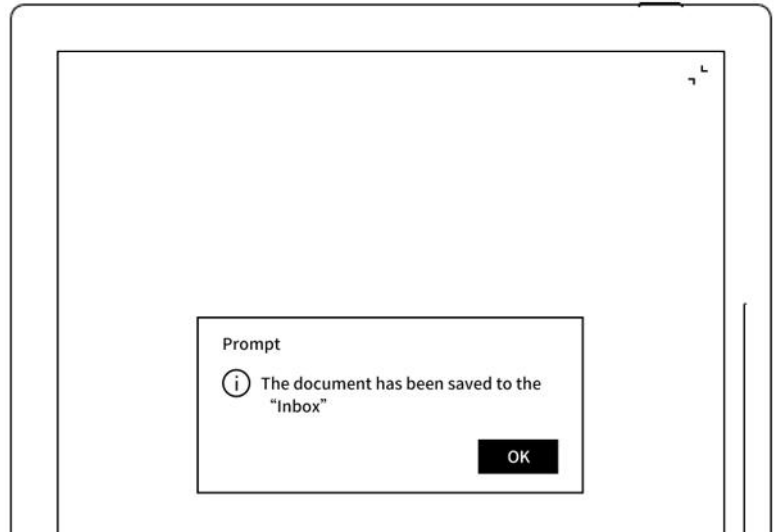 Prompt
The document has been saved to the
“Inbox”
OK